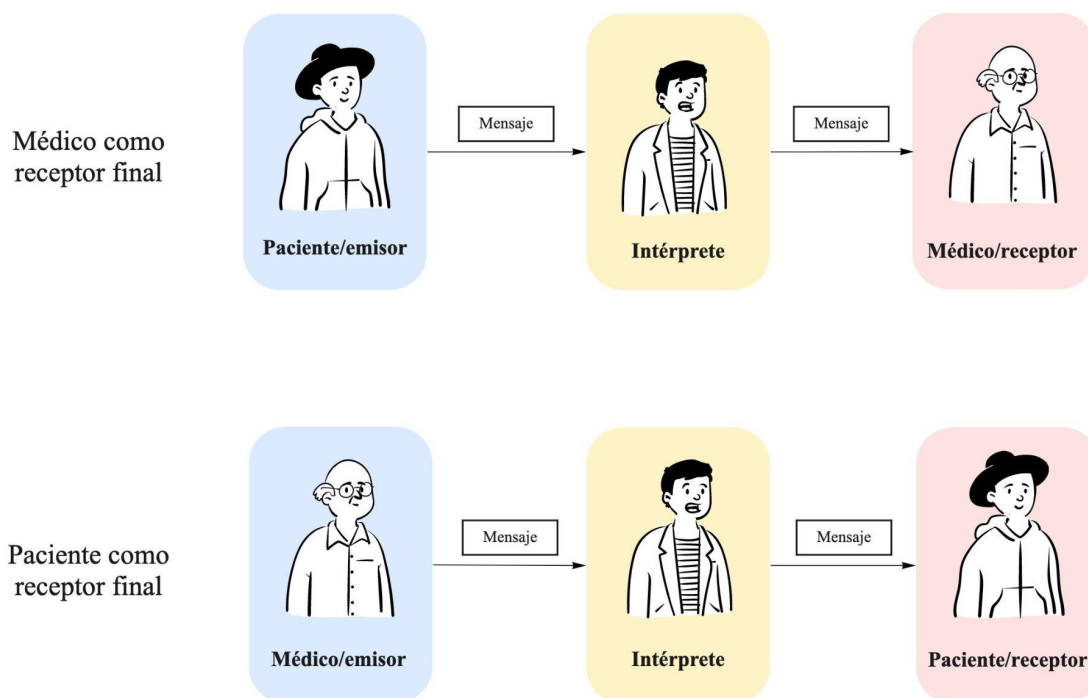 Médico como
receptor final
Mensaje
Mensaje
Paciente/emisor
Intérprete
Médico/receptor
Paciente como
receptor final
Mensaje
Mensaje
Médico/emisor
Intérprete
Paciente/receptor